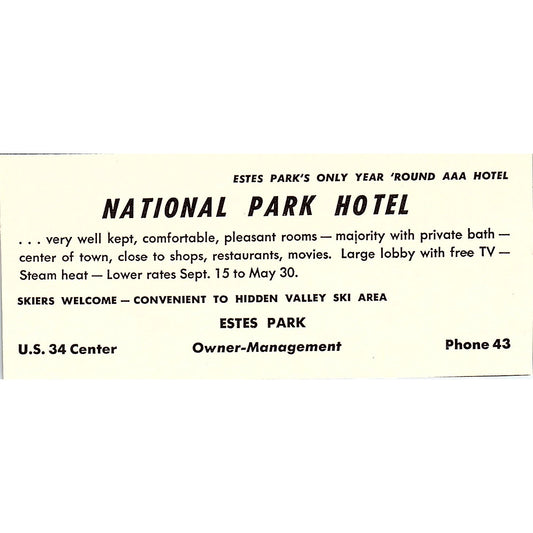 ESTES PARK'S ONLY YEAR 'ROUND AAA HOTEL
NATIONAL PARK HOTEL
. . . very well kept, comfortable, pleasant rooms — majority with private bath —
center of town, close to shops, restaurants, movies. Large lobby with free TV —
Steam heat — Lower rates Sept. 15 to May 30.
SKIERS WELCOME — CONVENIENT TO HIDDEN VALLEY SKI AREA
ESTES PARK
U.S. 34 Center Owner-Management Phone 43